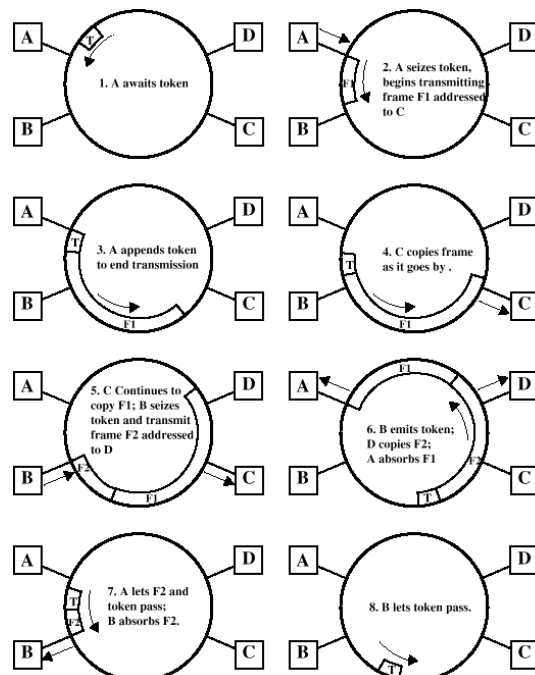 A
T
D
1. A awaits token
B
C
A
D
2. A seizes token,
begins transmitting
frame F1 addressed
to C
F1
B
C
A
D
T
3. A appends token
to end transmission
B
C
F1
A
D
4. C copies frame
as it goes by .
T
B
C
F1
A
D
5. C Continues to
copy F1; B seizes
token and transmit
frame F2 addressed
to D
B
F2
C
F1
A
F1
D
6. B emits token;
D copies F2;
A absorbs F1
B
F2
C
T
A
D
7. A lets F2 and
token pass;
B absorbs F2.
T
F2
B
C
A
D
8. B lets token pass.
B
C
T